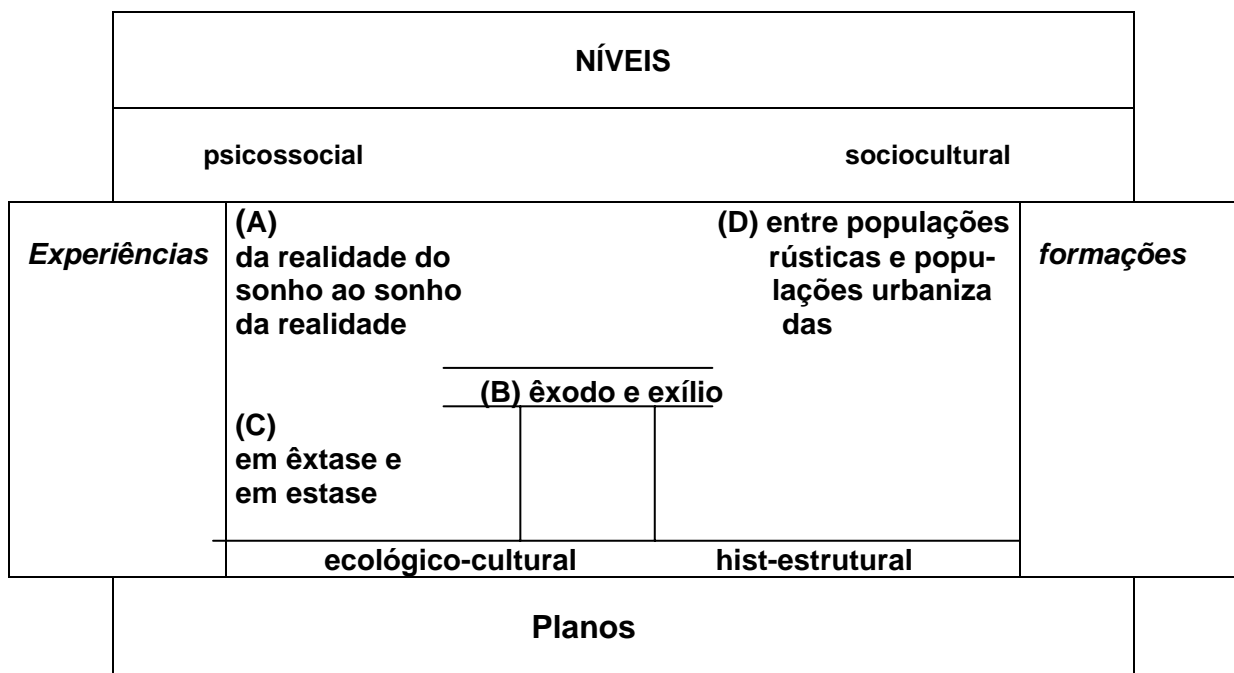 NÍVEIS
psicossocial sociocultural
Experiências
(A)
da realidade do
sonho ao sonho
da realidade
(D) entre populações
rústicas e popu-
lações urbaniza
das
formações
(B) êxodo e exílio
(C)
em êxtase e
em estase
ecológico-cultural hist-estrutural
Planos